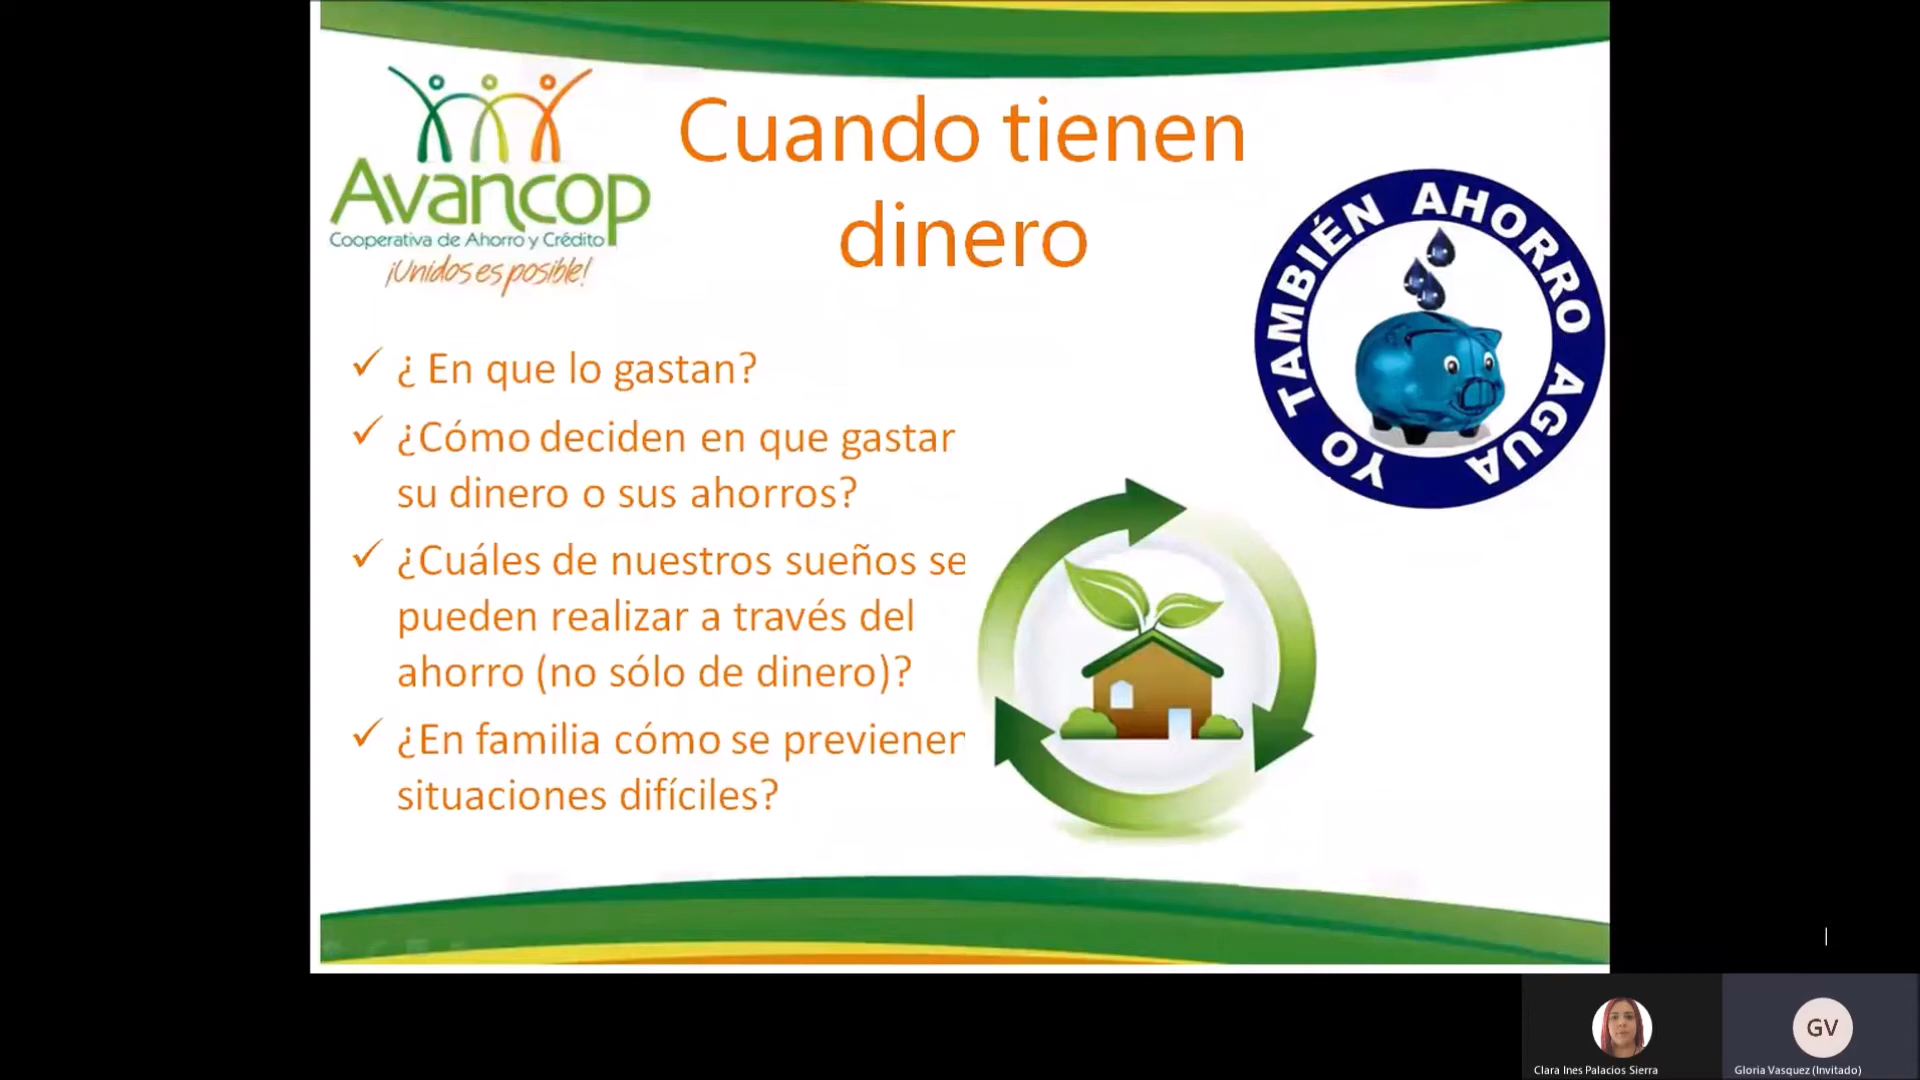 Cuando tienen
dinero
Avancop
Cooperativa de Ahorro y Crédito
¡Unidos es posible!
YO TAMBIÉN AHORRO AGUA
✓ ¿ En que lo gastan?
✓ ¿Cómo deciden en que gastar
su dinero o sus ahorros?
✓ ¿Cuáles de nuestros sueños se
pueden realizar a través del
ahorro (no sólo de dinero)?
✓ ¿En familia cómo se previenen
situaciones difíciles?
GV
Clara Ines Palacios Sierra
Gloria Vasquez (Invitado)